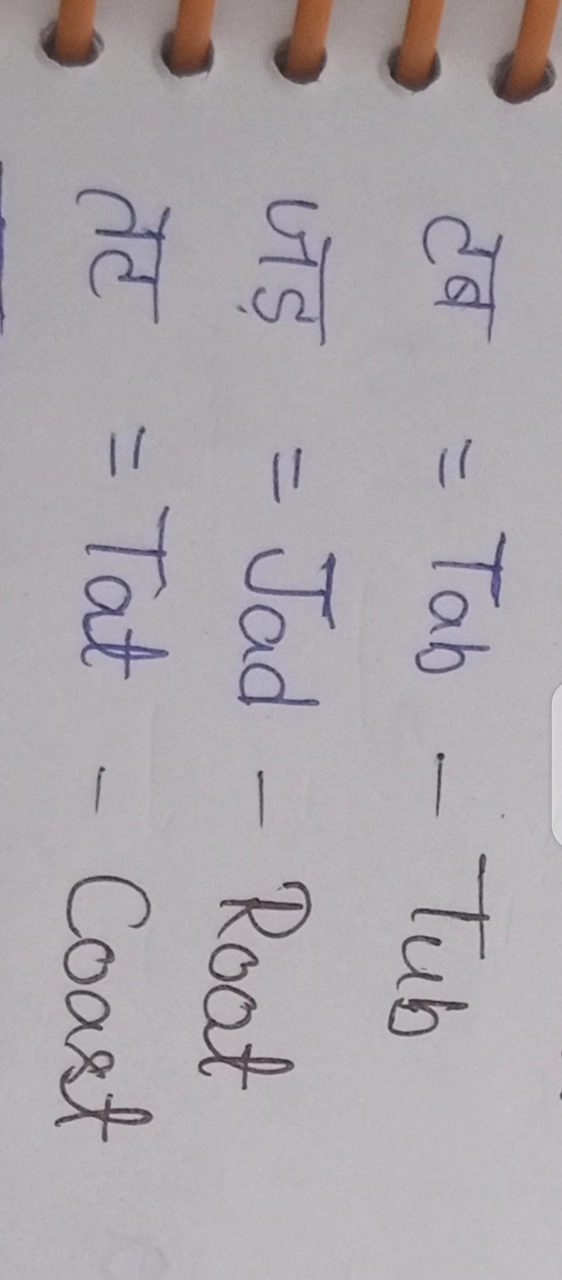 टब = Tab - Tub
जड़ = Jad - Root
तट = Tat - Coast